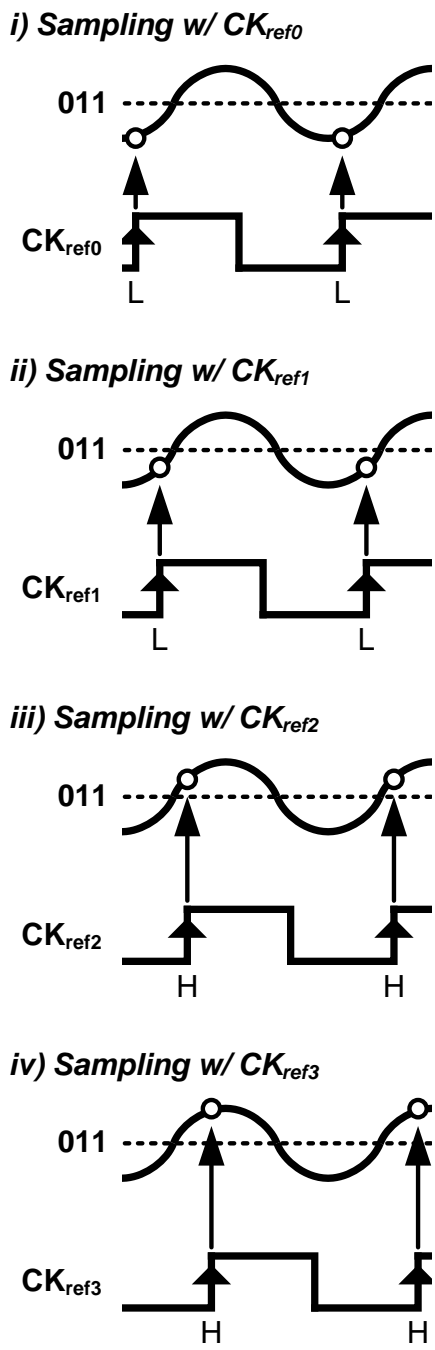 i) Sampling w/ CKref0
011
CKref0
L L
ii) Sampling w/ CKref1
011
CKref1
L L
iii) Sampling w/ CKref2
011
CKref2
H H
iv) Sampling w/ CKref3
011
CKref3
H H